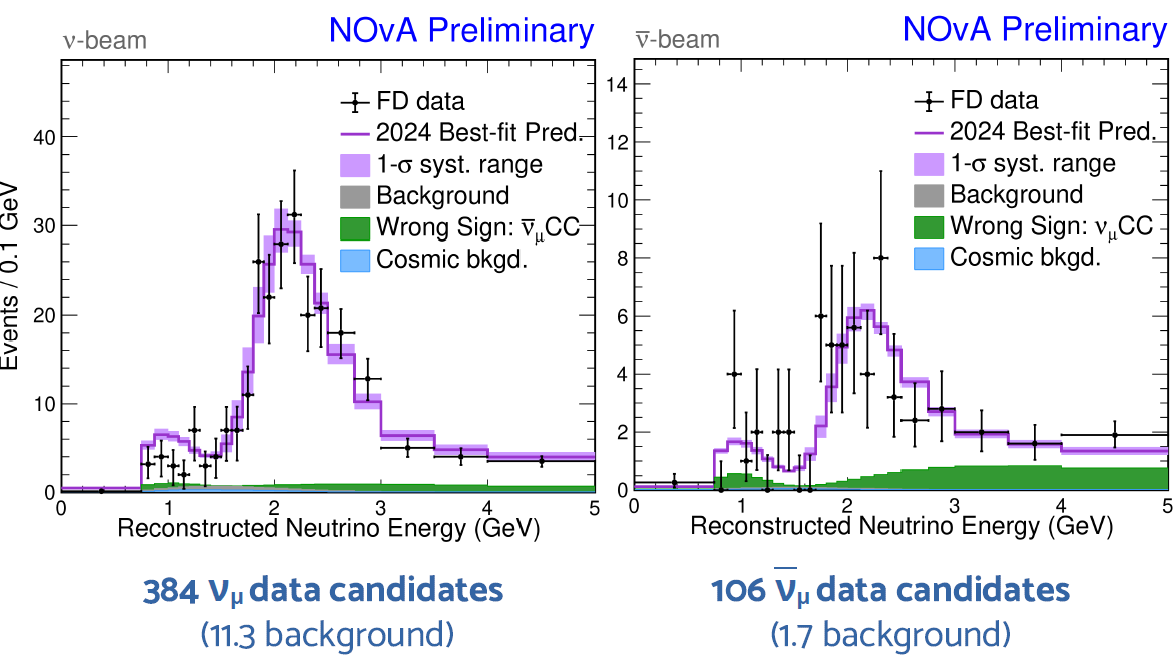 ν-beam
NOvA Preliminary
FD data
2024 Best-fit Pred.
1-σ syst. range
Background
Wrong Sign: ν̅μCC
Cosmic bkgd.
Events / 0.1 GeV
40
30
20
10
0
0 1 2 3 4 5
Reconstructed Neutrino Energy (GeV)
384 νμ data candidates
(11.3 background)
ν̅-beam
NOvA Preliminary
FD data
2024 Best-fit Pred.
1-σ syst. range
Background
Wrong Sign: νμCC
Cosmic bkgd.
14
12
10
8
6
4
2
0
0 1 2 3 4 5
Reconstructed Neutrino Energy (GeV)
106 ν̅μ data candidates
(1.7 background)